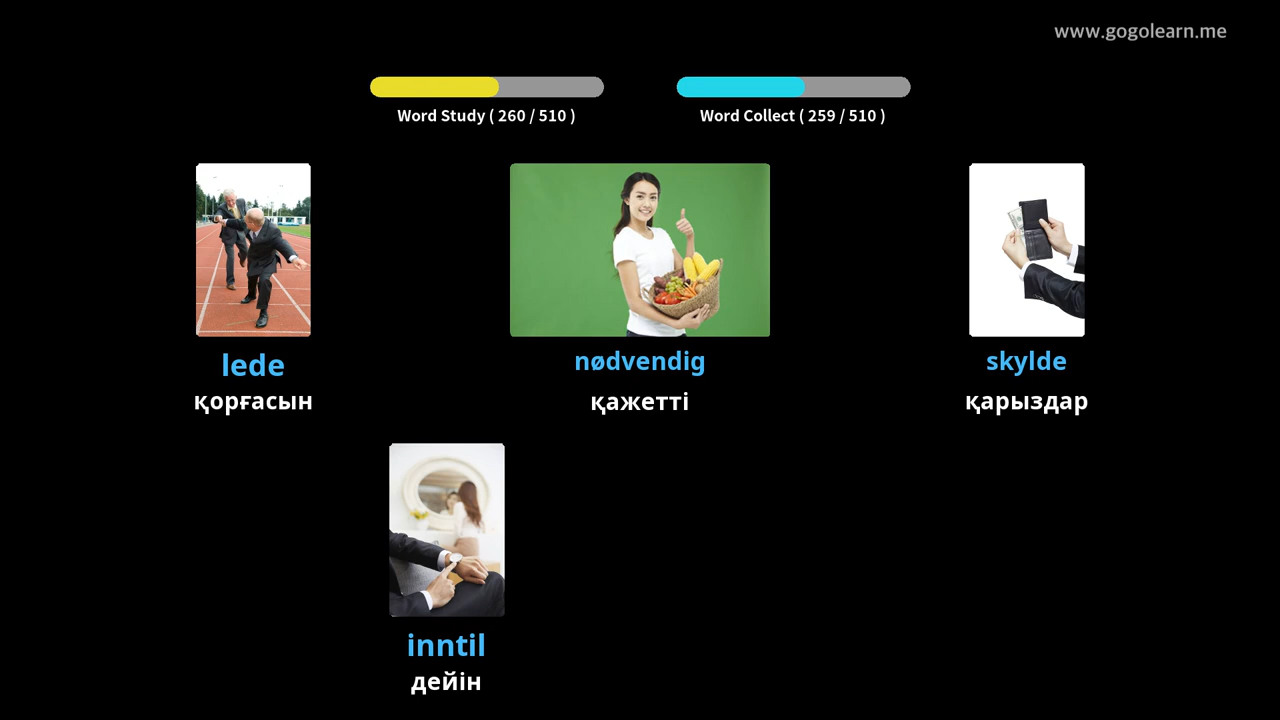 www.gogolearn.me
Word Study ( 260 / 510 )
Word Collect ( 259 / 510 )
lede
қорғасын
nødvendig
қажетті
skylde
қарыздар
inntil
дейін